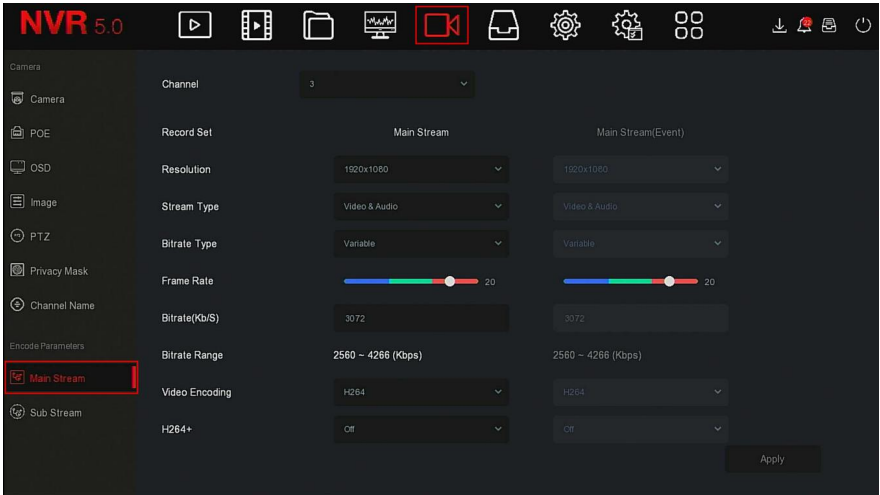 NVR 5.0
22
Camera
Camera
POE
OSD
Image
PTZ
Privacy Mask
Channel Name
Encode Parameters
Main Stream
Sub Stream
Channel 3
Record Set Main Stream Main Stream(Event)
Resolution 1920x1080 1920x1080
Stream Type Video & Audio Video & Audio
Bitrate Type Variable Variable
Frame Rate 20 20
Bitrate(Kb/S) 3072 3072
Bitrate Range 2560 ~ 4266 (Kbps) 2560 ~ 4266 (Kbps)
Video Encoding H264 H264
H264+ Off Off
Apply